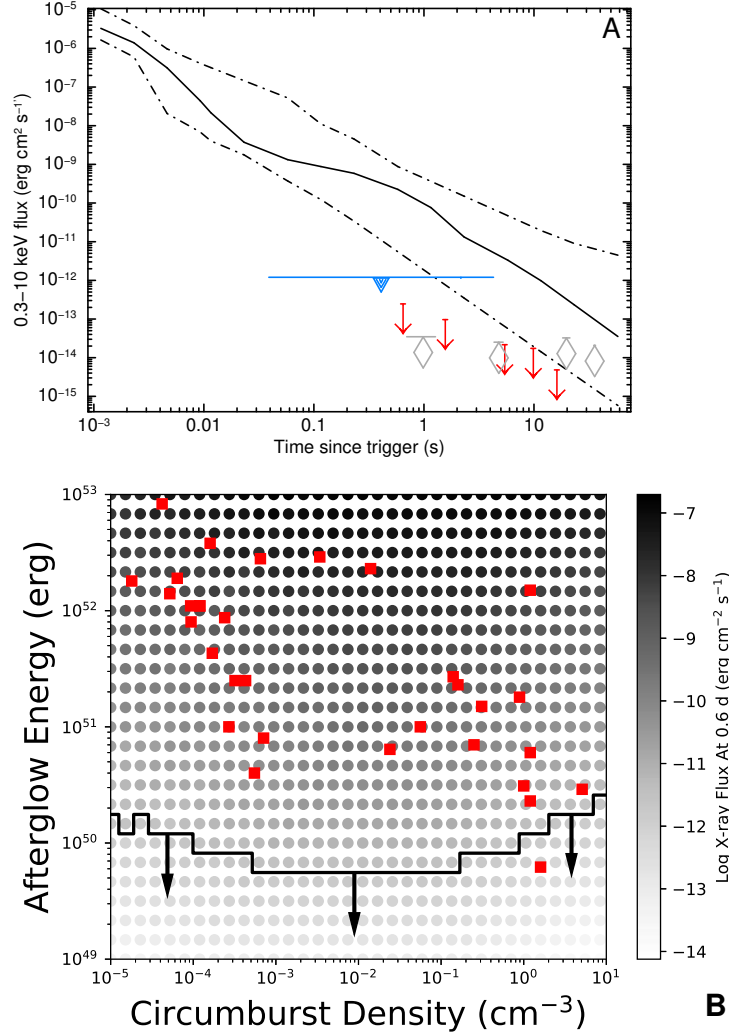 A
10⁻⁵
10⁻⁶
10⁻⁷
10⁻⁸
10⁻⁹
10⁻¹⁰
10⁻¹¹
10⁻¹²
10⁻¹³
10⁻¹⁴
10⁻¹⁵
0.3–10 keV flux (erg cm² s⁻¹)
10⁻³ 0.01 0.1 1 10
Time since trigger (s)
10⁵³
10⁵²
10⁵¹
10⁵⁰
10⁴⁹
Afterglow Energy (erg)
10⁻⁵ 10⁻⁴ 10⁻³ 10⁻² 10⁻¹ 10⁰ 10¹
Circumburst Density (cm⁻³)
−7
−8
−9
−10
−11
−12
−13
−14
Log X-ray Flux At 0.6 d (erg cm⁻² s⁻¹)
B